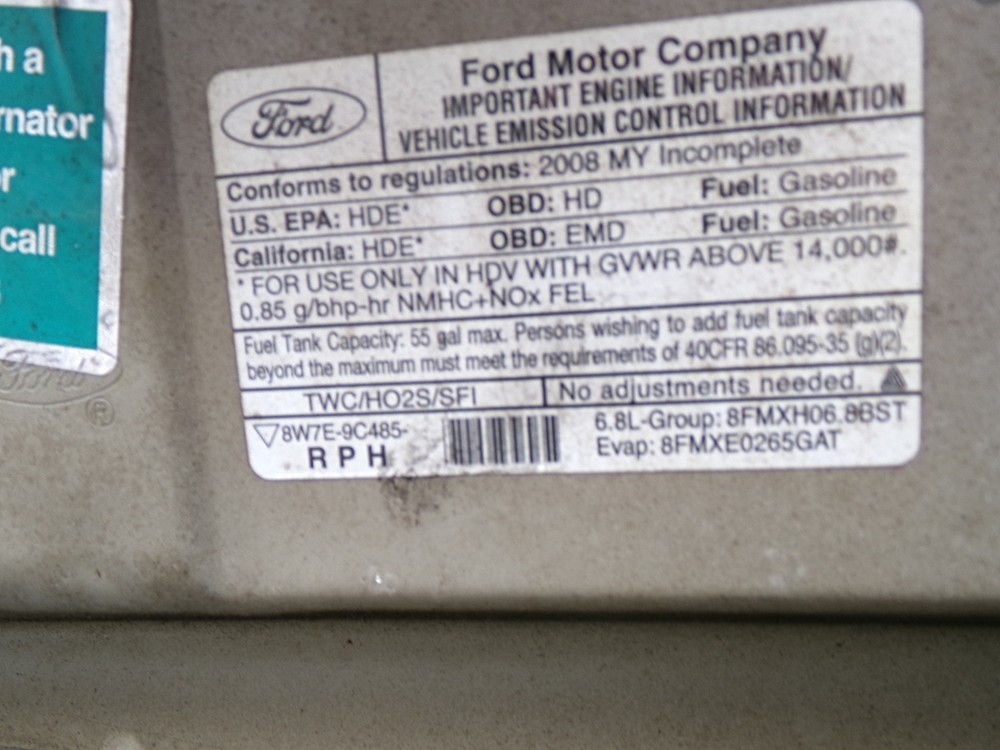 h a
rnator
r
call
Ford
®
Ford
Ford Motor Company
IMPORTANT ENGINE INFORMATION/
VEHICLE EMISSION CONTROL INFORMATION
Conforms to regulations: 2008 MY Incomplete
U.S. EPA: HDE* OBD: HD Fuel: Gasoline
California: HDE* OBD: EMD Fuel: Gasoline
* FOR USE ONLY IN HDV WITH GVWR ABOVE 14,000#.
0.85 g/bhp-hr NMHC+NOx FEL
Fuel Tank Capacity: 55 gal max. Persons wishing to add fuel tank capacity
beyond the maximum must meet the requirements of 40CFR 86.095-35 (g)(2).
TWC/HO2S/SFI No adjustments needed.
8W7E-9C485- 6.8L-Group: 8FMXH06.8BST
RPH Evap: 8FMXE0265GAT